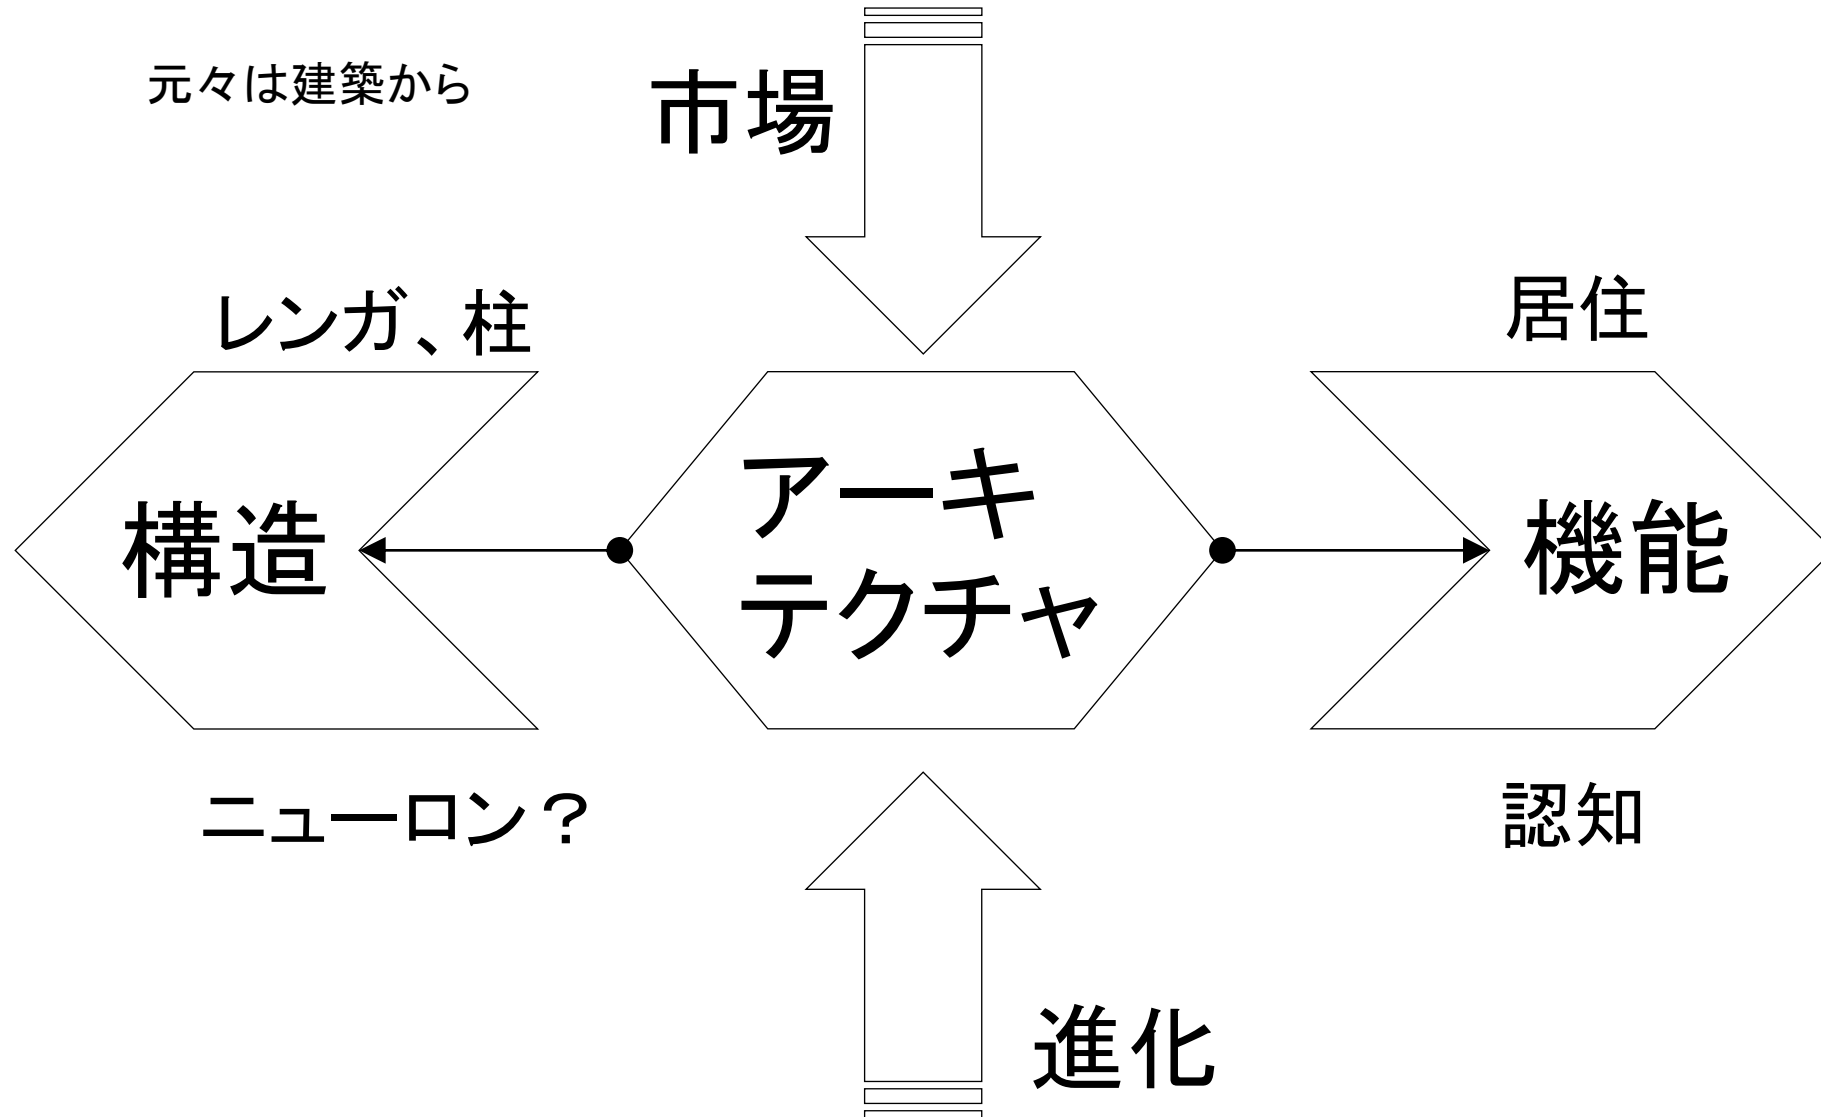 元々は建築から
市場
レンガ、柱
居住
アーキ
テクチャ
構造
機能
ニューロン？
認知
進化